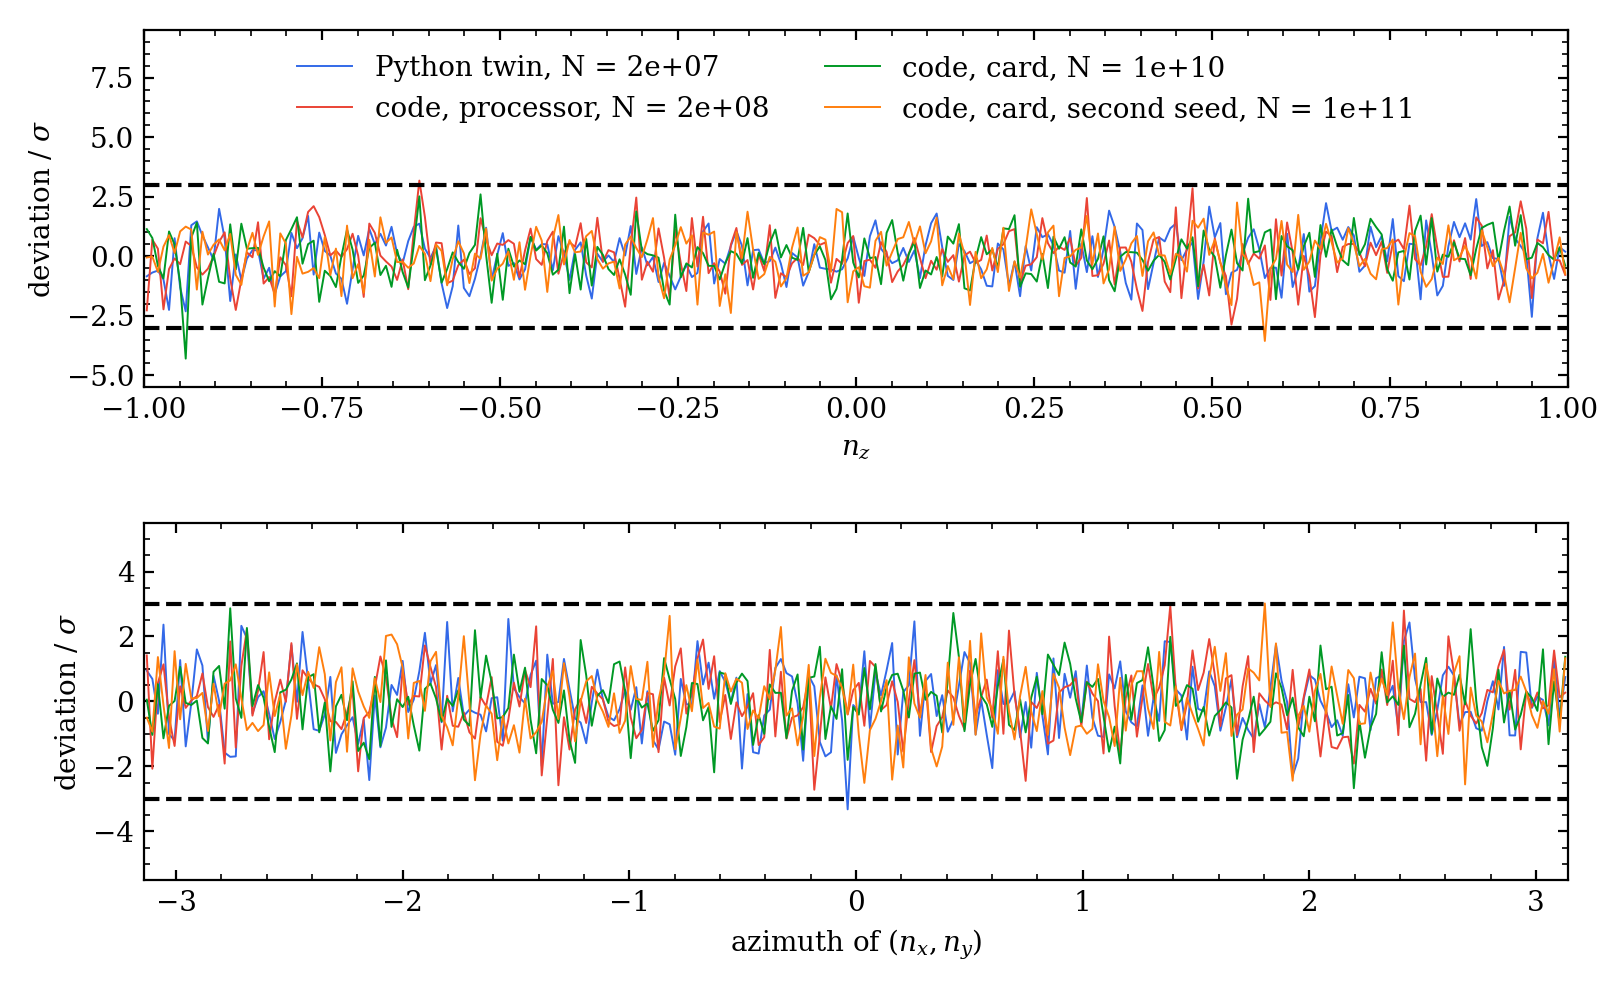 7.5
5.0
2.5
0.0
−2.5
−5.0
deviation / σ
Python twin, N = 2e+07
code, processor, N = 2e+08
code, card, N = 1e+10
code, card, second seed, N = 1e+11
−1.00 −0.75 −0.50 −0.25 0.00 0.25 0.50 0.75 1.00
n_z
4
2
0
−2
−4
deviation / σ
−3 −2 −1 0 1 2 3
azimuth of (n_x, n_y)